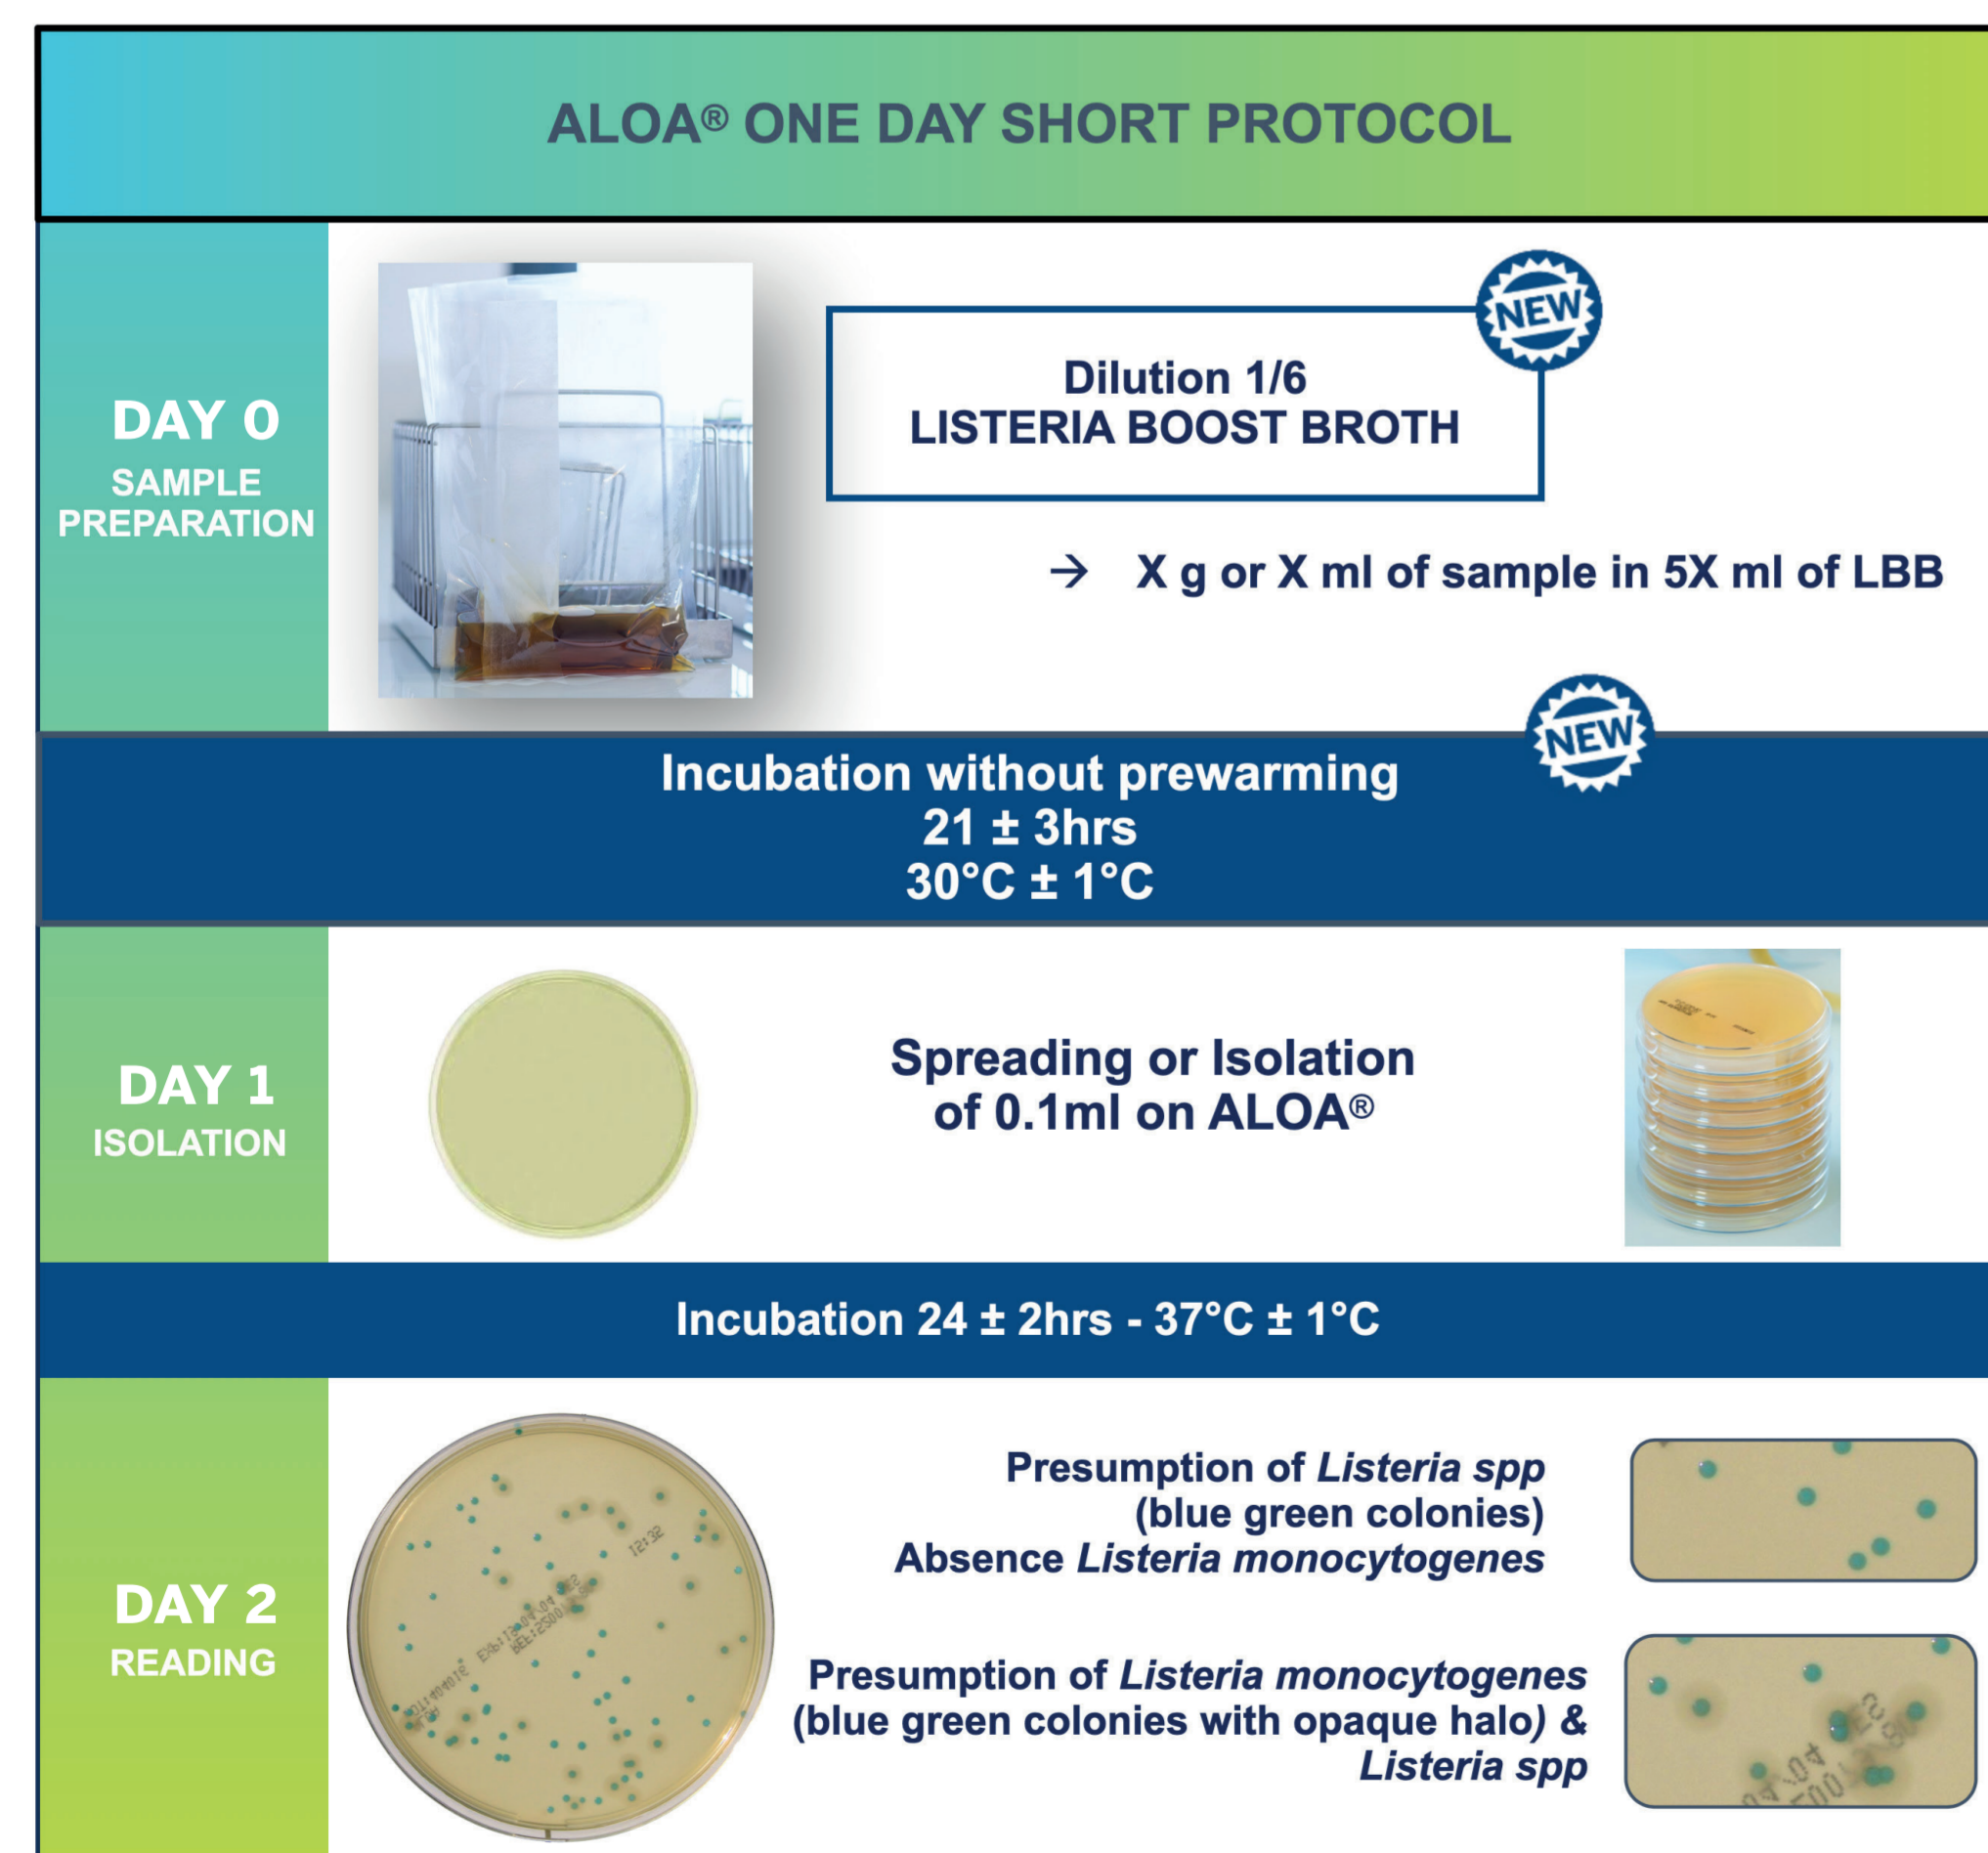 ALOA® ONE DAY SHORT PROTOCOL
DAY 0
SAMPLE
PREPARATION
NEW
Dilution 1/6
LISTERIA BOOST BROTH
→ X g or X ml of sample in 5X ml of LBB
NEW
Incubation without prewarming
21 ± 3hrs
30°C ± 1°C
DAY 1
ISOLATION
Spreading or Isolation
of 0.1ml on ALOA®
Incubation 24 ± 2hrs - 37°C ± 1°C
DAY 2
READING
15:32
Presumption of Listeria spp
(blue green colonies)
Absence Listeria monocytogenes
Presumption of Listeria monocytogenes
(blue green colonies with opaque halo) &
Listeria spp